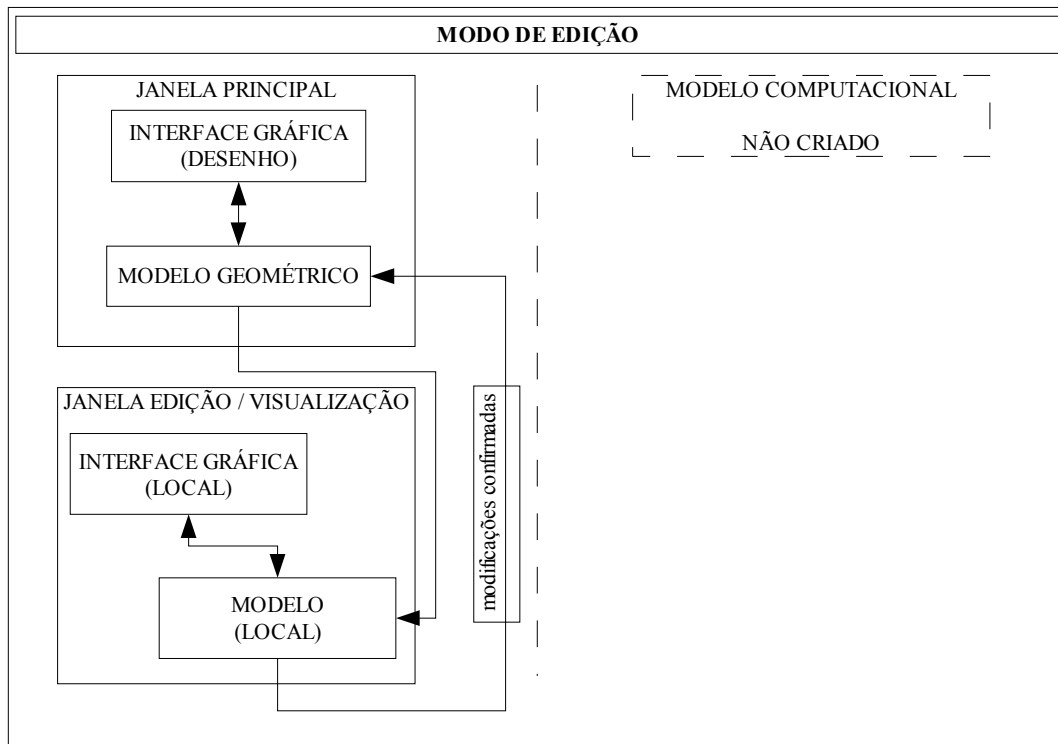 MODO DE EDIÇÃO
JANELA PRINCIPAL
INTERFACE GRÁFICA
(DESENHO)
MODELO GEOMÉTRICO
JANELA EDIÇÃO / VISUALIZAÇÃO
INTERFACE GRÁFICA
(LOCAL)
MODELO
(LOCAL)
modificações confirmadas
MODELO COMPUTACIONAL
NÃO CRIADO